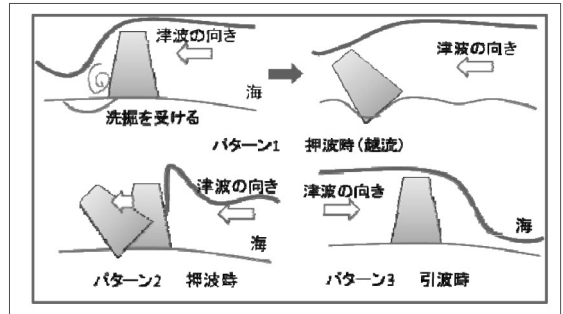 津波の向き
海
洗掘を受ける
津波の向き
パターン1 押波時(越流)
津波の向き
海
パターン2 押波時
津波の向き
海
パターン3 引波時